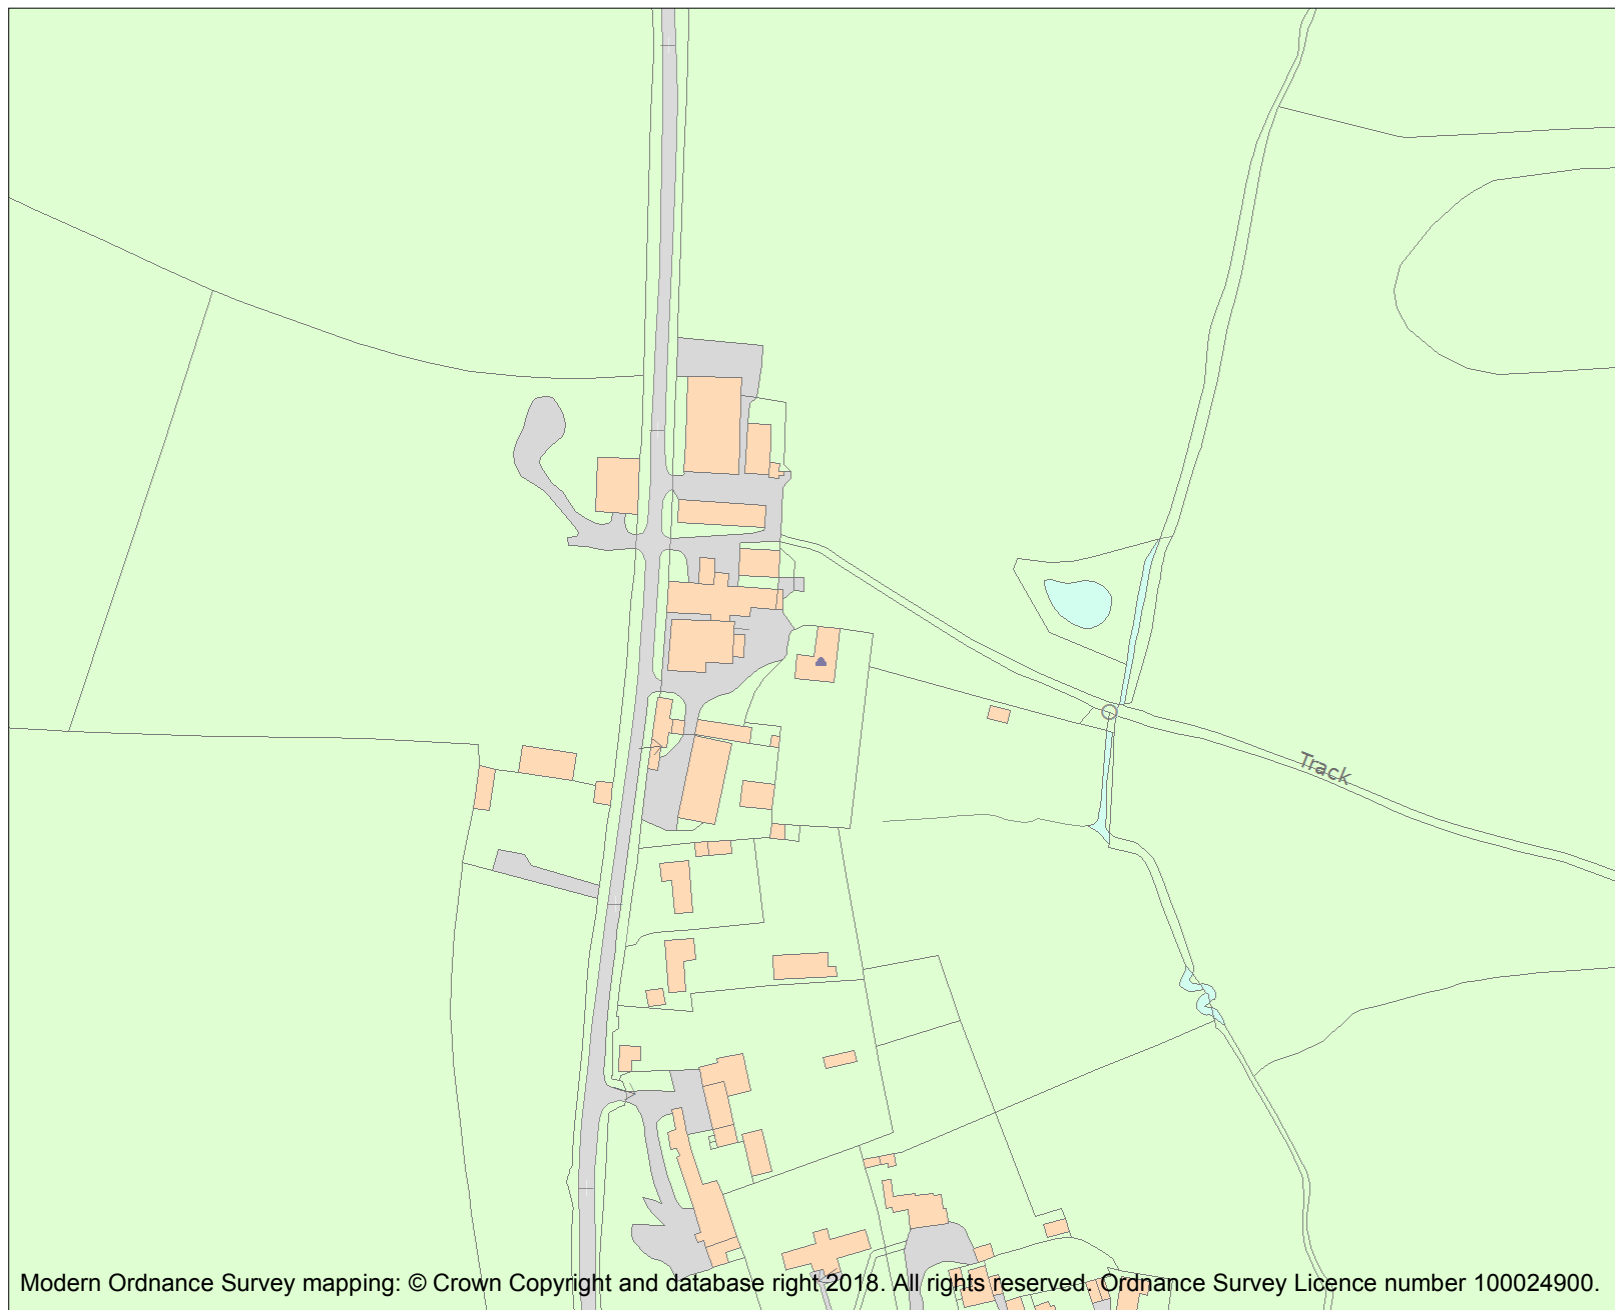 Track
Modern Ordnance Survey mapping: © Crown Copyright and database right 2018. All rights reserved. Ordnance Survey Licence number 100024900.